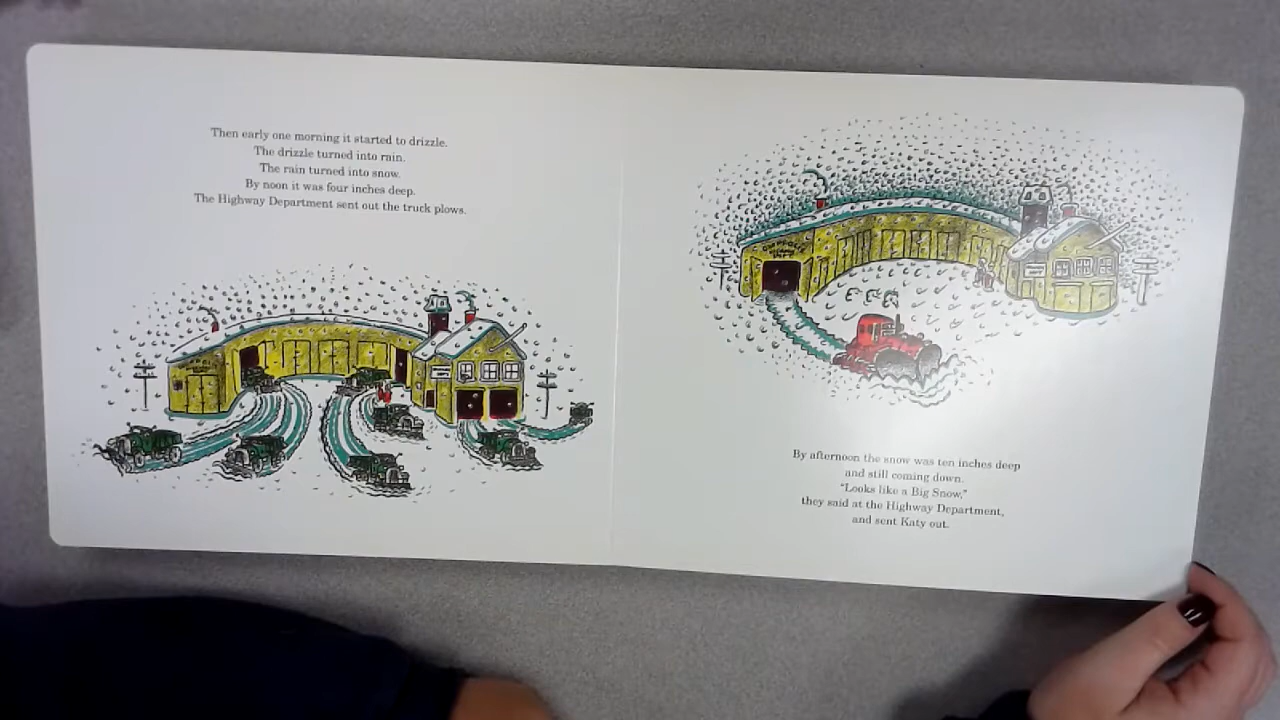 Then early one morning it started to drizzle.
The drizzle turned into rain.
The rain turned into snow.
By noon it was four inches deep.
The Highway Department sent out the truck plows.
By afternoon the snow was ten inches deep
and still coming down.
"Looks like a Big Snow,"
they said at the Highway Department,
and sent Katy out.